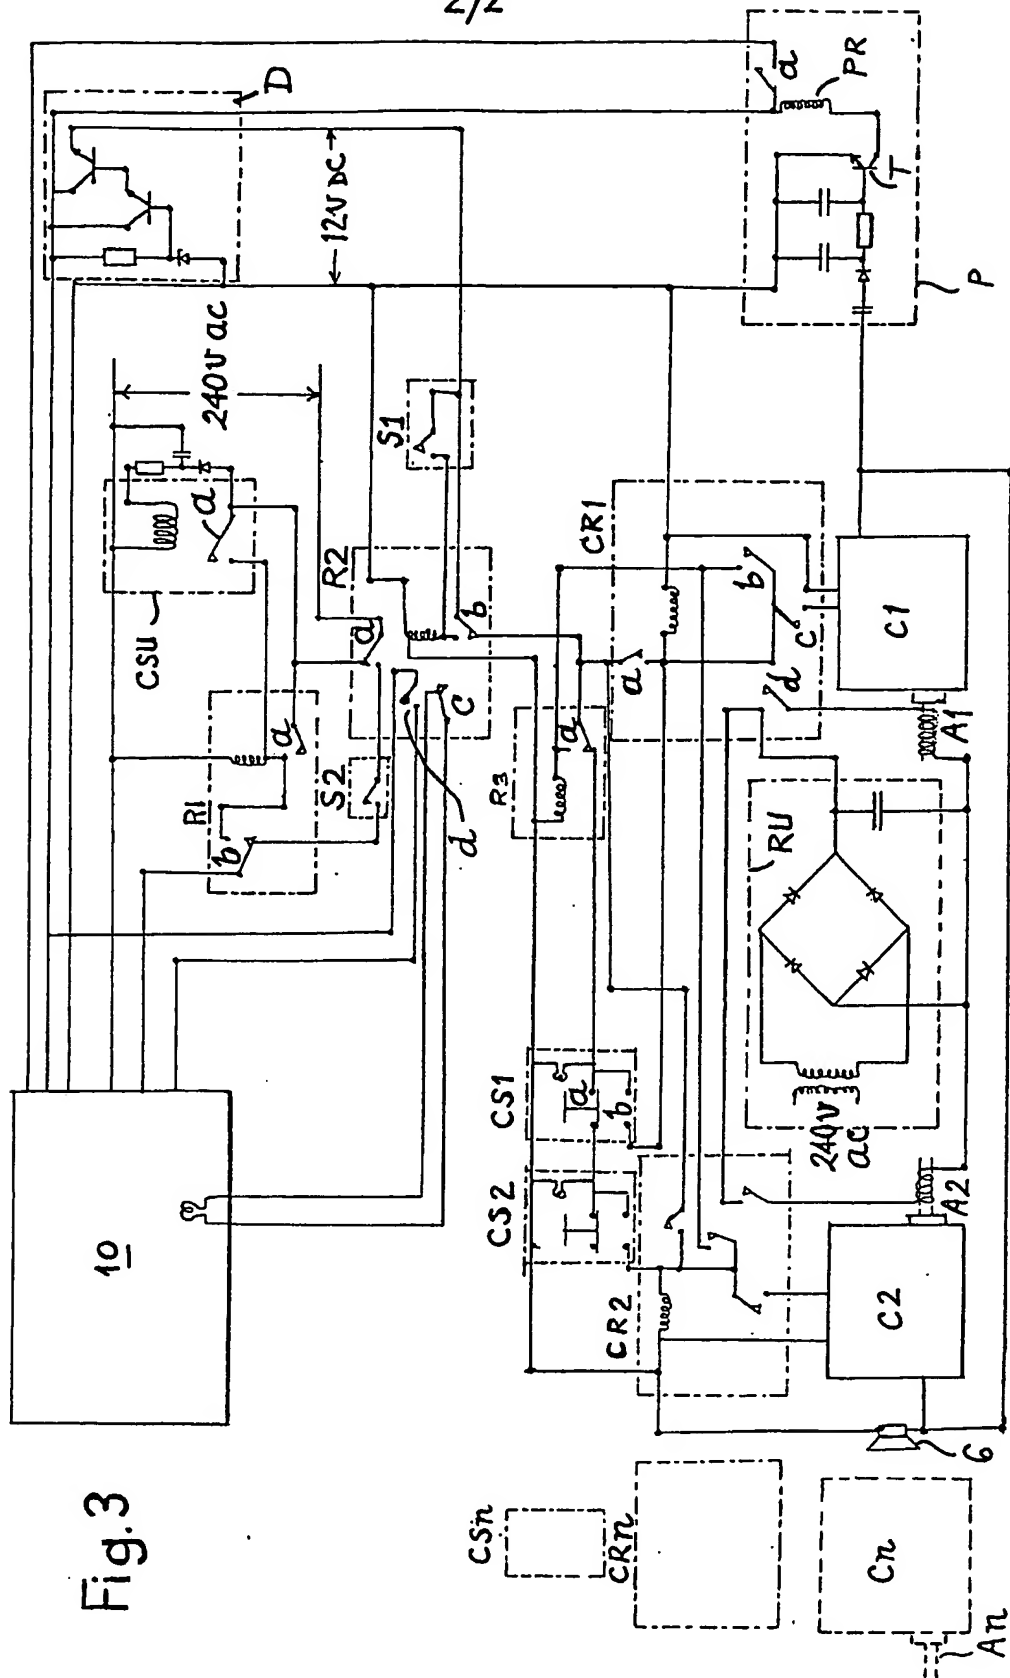 2/2
D
a
PR
T
P
12V DC
240V ac
a
CSU
R1
a
b
S1
R2
a
b
c
d
S2
CR1
a
b
c
d
R3
a
C1
A1
RU
240V
ac
CS1
a
b
CS2
CR2
A2
C2
6
10
Fig.3
CSn
CRn
Cn
An